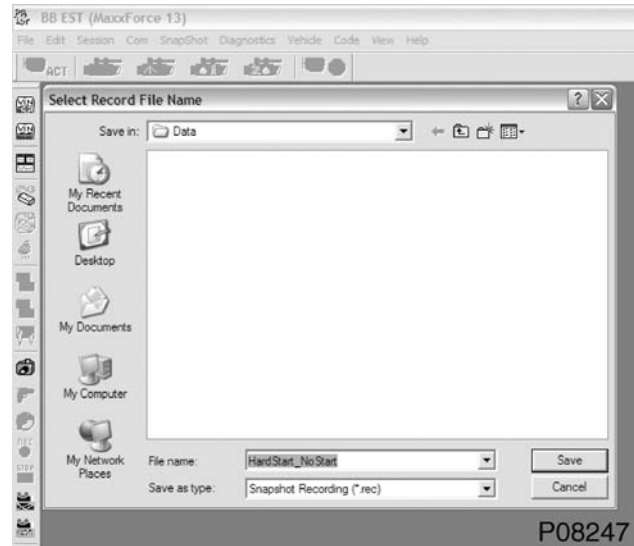 BB EST (MaxxForce 13)
File Edit Session Com SnapShot Diagnostics Vehicle Code View Help
ACT
Select Record File Name
Save in: Data
My Recent
Documents
Desktop
My Documents
My Computer
My Network
Places
File name: HardStart_NoStart Save
Save as type: Snapshot Recording (*.rec) Cancel
REC
STOP
P08247